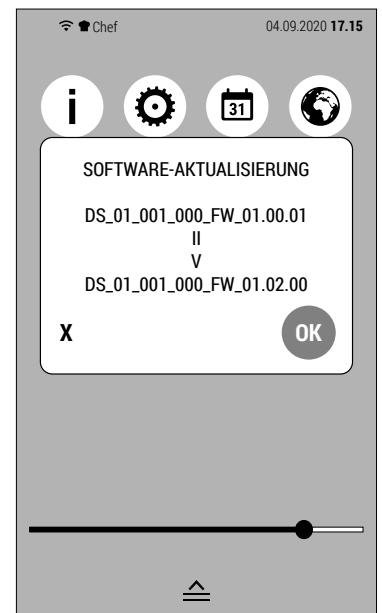 Chef 04.09.2020 17.15
i
31
SOFTWARE-AKTUALISIERUNG
DS_01_001_000_FW_01.00.01
II
V
DS_01_001_000_FW_01.02.00
X OK